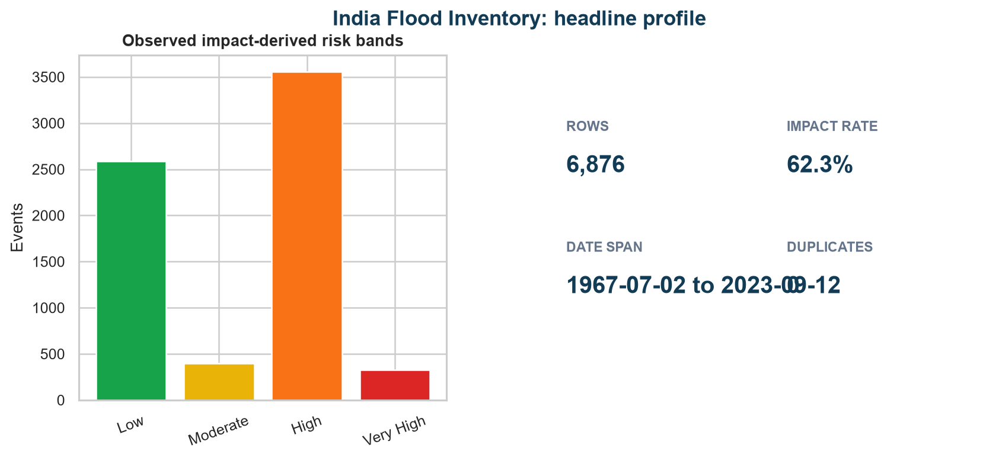 India Flood Inventory: headline profile
Observed impact-derived risk bands
3500
3000
2500
2000
1500
1000
500
0
Events
Low
Moderate
High
Very High
ROWS
6,876
IMPACT RATE
62.3%
DATE SPAN
1967-07-02 to 2023-09-12
DUPLICATES
0